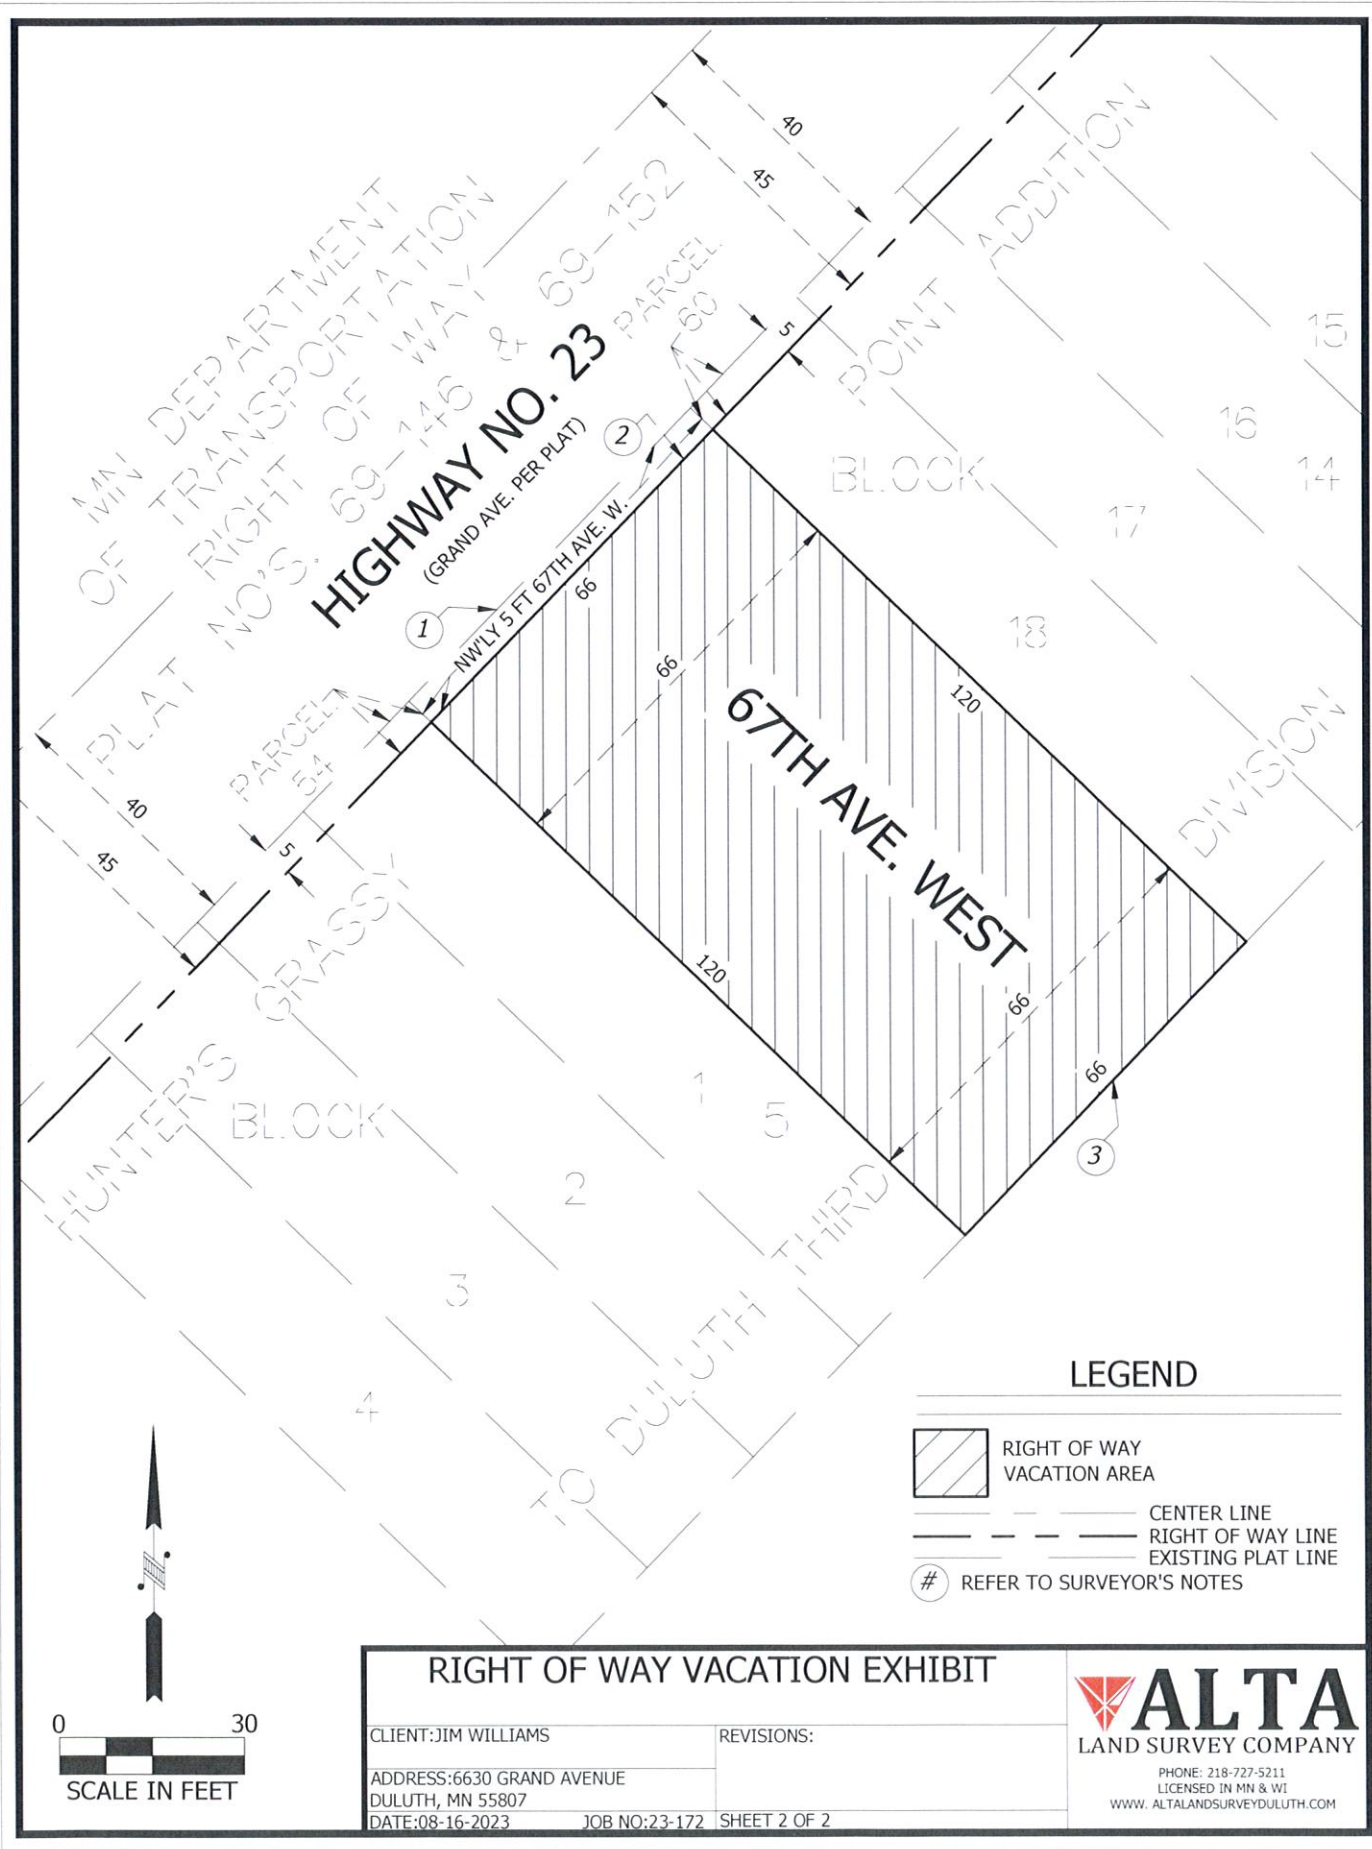 40
45
MN DEPARTMENT
OF TRANSPORTATION
RIGHT OF WAY
PLAT NO'S. 69-146 & 69-152
PARCEL
60
5
HIGHWAY NO. 23
(GRAND AVE. PER PLAT)
2
1
NW'LY 5 FT 67TH AVE. W.
66
66
67TH AVE. WEST
120
120
66
66
3
PARCEL
54
40
45
5
HUNTER'S GRASSY POINT ADDITION
TO DULUTH THIRD DIVISION
BLOCK
14
15
16
17
18
BLOCK
5
1
2
3
4
LEGEND
RIGHT OF WAY
VACATION AREA
CENTER LINE
RIGHT OF WAY LINE
EXISTING PLAT LINE
# REFER TO SURVEYOR'S NOTES
N
0 30
SCALE IN FEET
RIGHT OF WAY VACATION EXHIBIT
CLIENT:JIM WILLIAMS
REVISIONS:
ADDRESS:6630 GRAND AVENUE
DULUTH, MN 55807
DATE:08-16-2023 JOB NO:23-172 SHEET 2 OF 2
ALTA
LAND SURVEY COMPANY
PHONE: 218-727-5211
LICENSED IN MN & WI
WWW. ALTALANDSURVEYDULUTH.COM